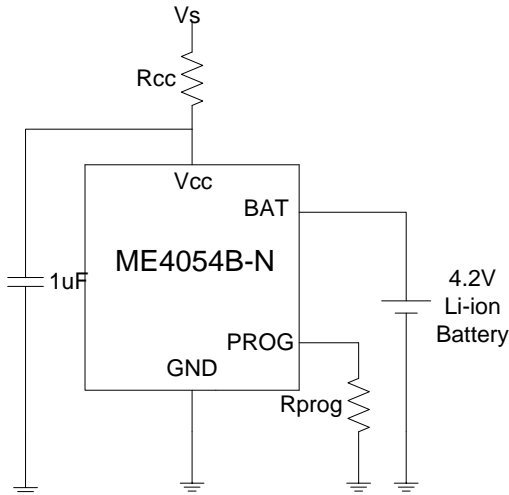 Vs
Rcc
Vcc
BAT
ME4054B-N
1uF
4.2V
Li-ion
Battery
PROG
GND
Rprog